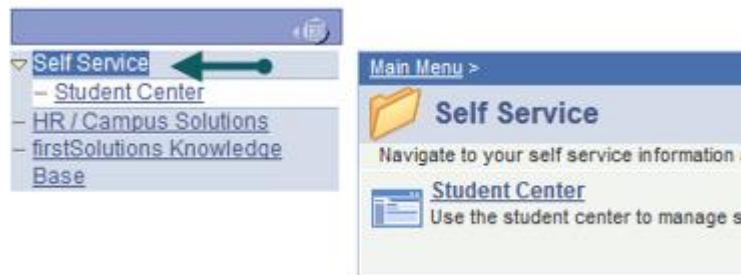 Self Service
– Student Center
– HR / Campus Solutions
– firstSolutions Knowledge
Base
Main Menu >
Self Service
Navigate to your self service information
Student Center
Use the student center to manage